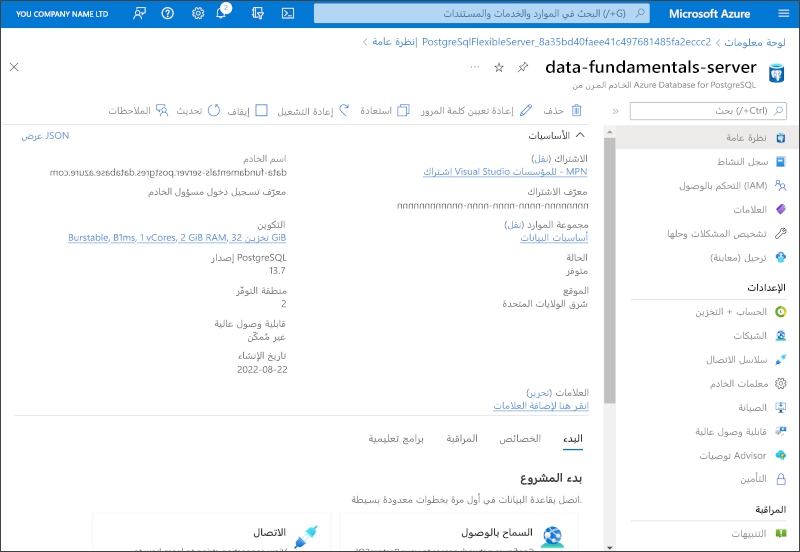 Microsoft Azure
البحث في الموارد والخدمات والمستندات (G+/)
2
YOU COMPANY NAME LTD
لوحة معلومات > PostgreSqlFlexibleServer_8a35bd40faee41c497681485fa2eccc2 | نظرة عامة >
data-fundamentals-server
Azure Database for PostgreSQL الخادم المرن من
بحث (Ctrl+/)
نظرة عامة
سجل النشاط
التحكم بالوصول (IAM)
العلامات
تشخيص المشكلات وحلها
ترحيل (معاينة)
الإعدادات
الحساب + التخزين
الشبكات
سلاسل الاتصال
معلمات الخادم
الصيانة
قابلية وصول عالية
توصيات Advisor
التأمين
المراقبة
التنبيهات
حذف
إعادة تعيين كلمة المرور
استعادة
إعادة التشغيل
إيقاف
تحديث
الملاحظات
الأساسيات
عرض JSON
الاشتراك (نقل)
اشتراك Visual Studio للمؤسسات - MPN
معرّف الاشتراك
nnnnnnnn-nnnn-nnnn-nnnn-nnnnnnnnnnnn
مجموعة الموارد (نقل)
أساسيات البيانات
الحالة
متوفر
الموقع
شرق الولايات المتحدة
اسم الخادم
data-fundamentals-server.postgres.database.azure.com
معرّف تسجيل دخول مسؤول الخادم
التكوين
Burstable, B1ms, 1 vCores, 2 GiB RAM, 32 تخزين GiB
إصدار PostgreSQL
13.7
منطقة التوفّر
2
قابلية وصول عالية
غير مُمكّن
تاريخ الإنشاء
2022-08-22
العلامات (تحرير)
انقر هنا لإضافة العلامات
البدء
الخصائص
المراقبة
برامج تعليمية
بدء المشروع
اتصل بقاعدة البيانات في أول مرة بخطوات معدودة بسيطة.
السماح بالوصول
الاتصال